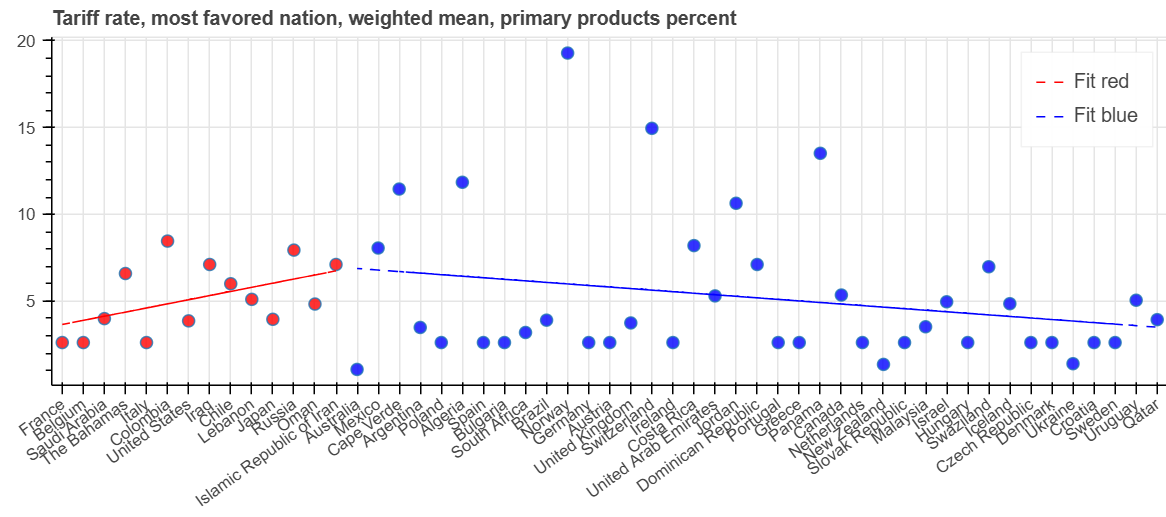 Tariff rate, most favored nation, weighted mean, primary products percent
20
15
10
5
Fit red
Fit blue
France
Belgium
Saudi Arabia
The Bahamas
Italy
Colombia
United States
Iraq
Chile
Lebanon
Japan
Russia
Oman
Islamic Republic of Iran
Australia
Mexico
Cape Verde
Argentina
Poland
Algeria
Spain
Bulgaria
South Africa
Brazil
Norway
Germany
Austria
United Kingdom
Switzerland
Ireland
Costa Rica
United Arab Emirates
Jordan
Dominican Republic
Portugal
Greece
Panama
Canada
Netherlands
New Zealand
Slovak Republic
Malaysia
Israel
Hungary
Swaziland
Iceland
Czech Republic
Denmark
Ukraine
Croatia
Sweden
Uruguay
Qatar